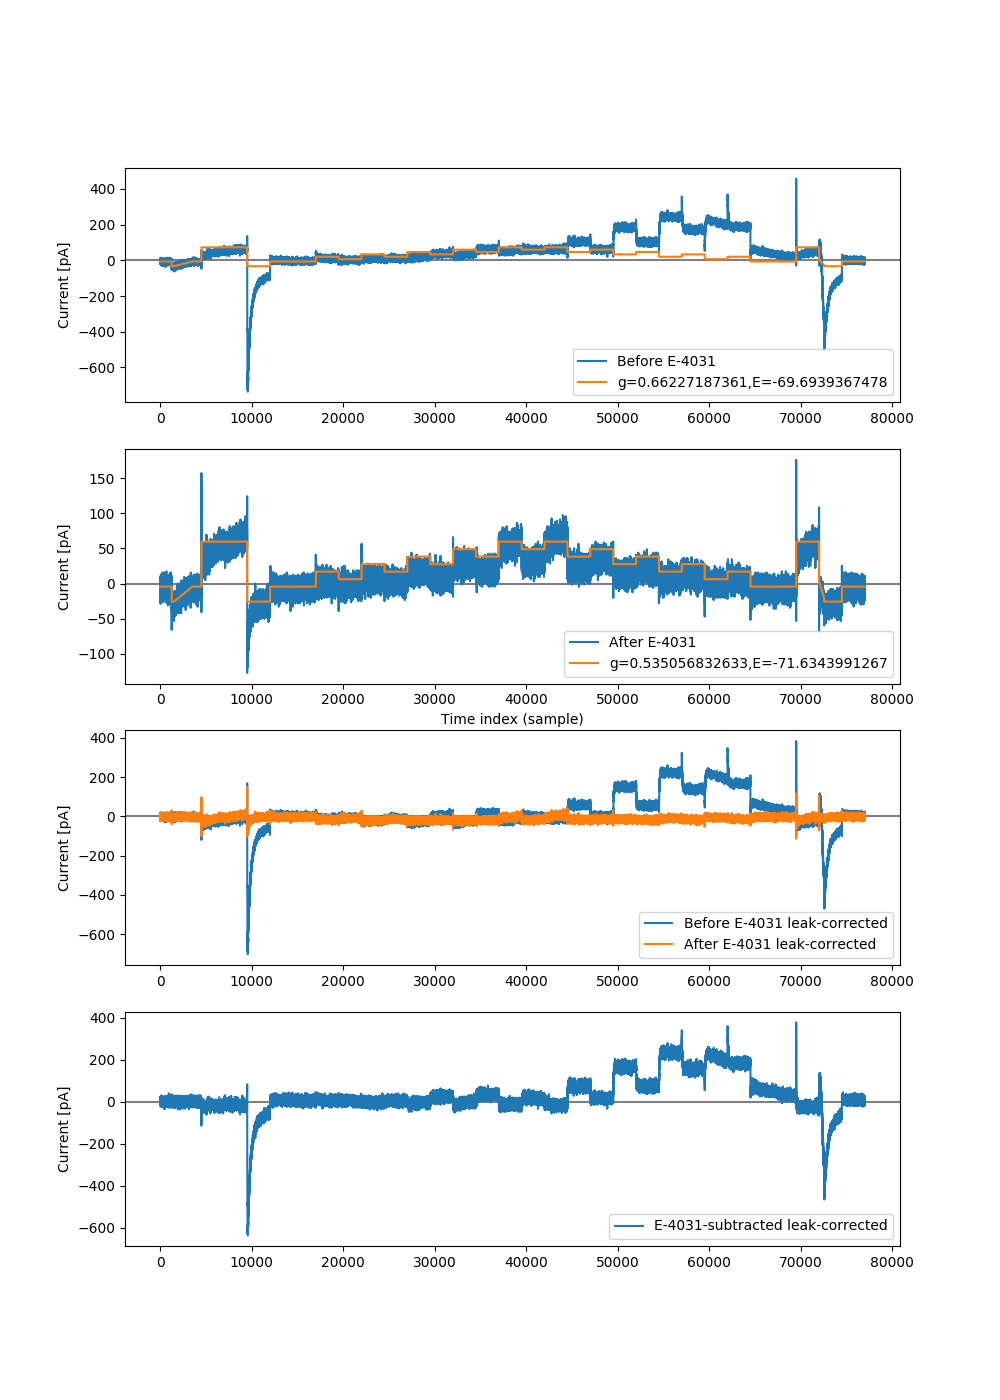 400
200
0
−200
−400
−600
Current [pA]
Before E-4031
g=0.66227187361,E=-69.6939367478
0 10000 20000 30000 40000 50000 60000 70000 80000
150
100
50
0
−50
−100
Current [pA]
After E-4031
g=0.535056832633,E=-71.6343991267
0 10000 20000 30000 40000 50000 60000 70000 80000
Time index (sample)
400
200
0
−200
−400
−600
Current [pA]
Before E-4031 leak-corrected
After E-4031 leak-corrected
0 10000 20000 30000 40000 50000 60000 70000 80000
400
200
0
−200
−400
−600
Current [pA]
E-4031-subtracted leak-corrected
0 10000 20000 30000 40000 50000 60000 70000 80000